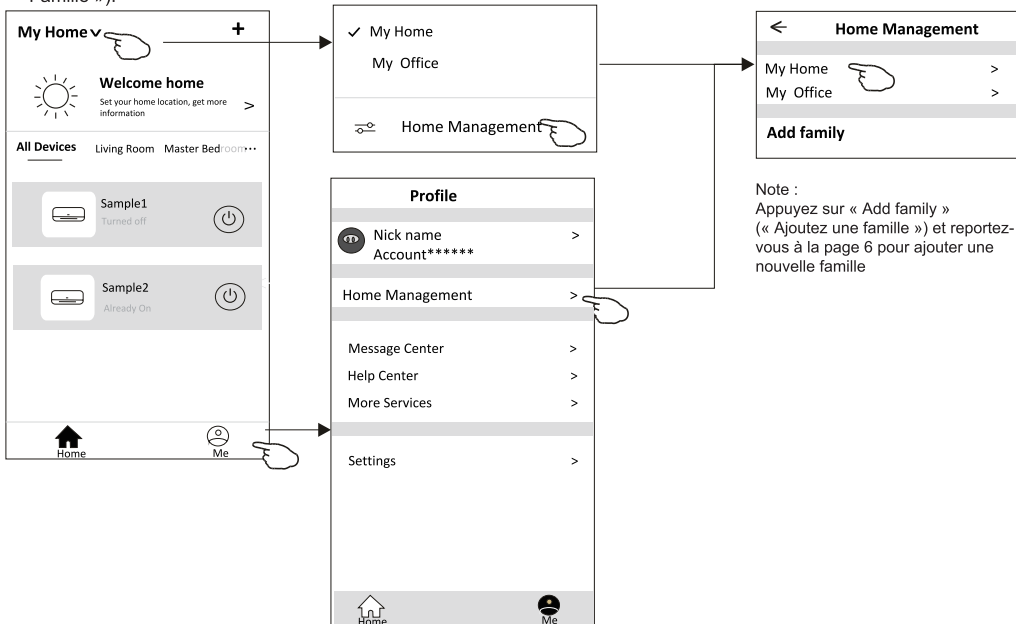 Famille »).
My Home
+
Welcome home
Set your home location, get more
information
>
All Devices Living Room Master Bedroom ...
Sample1
Turned off
Sample2
Already On
Home Me
✓ My Home
My Office
Home Management
Profile
Nick name >
Account******
Home Management >
Message Center >
Help Center >
More Services >
Settings >
Home Me
← Home Management
My Home >
My Office >
Add family
Note :
Appuyez sur « Add family »
(« Ajoutez une famille ») et reportez-
vous à la page 6 pour ajouter une
nouvelle famille